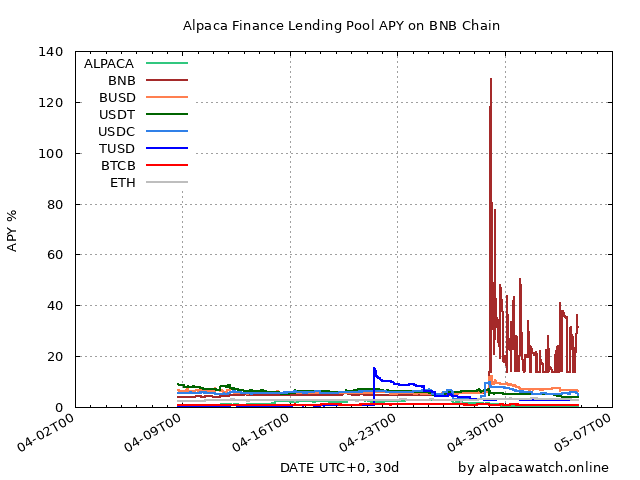 Alpaca Finance Lending Pool APY on BNB Chain
140
120
100
80
60
40
20
0
APY %
ALPACA
BNB
BUSD
USDT
USDC
TUSD
BTCB
ETH
04-02T00
04-09T00
04-16T00
04-23T00
04-30T00
05-07T00
DATE UTC+0, 30d
by alpacawatch.online